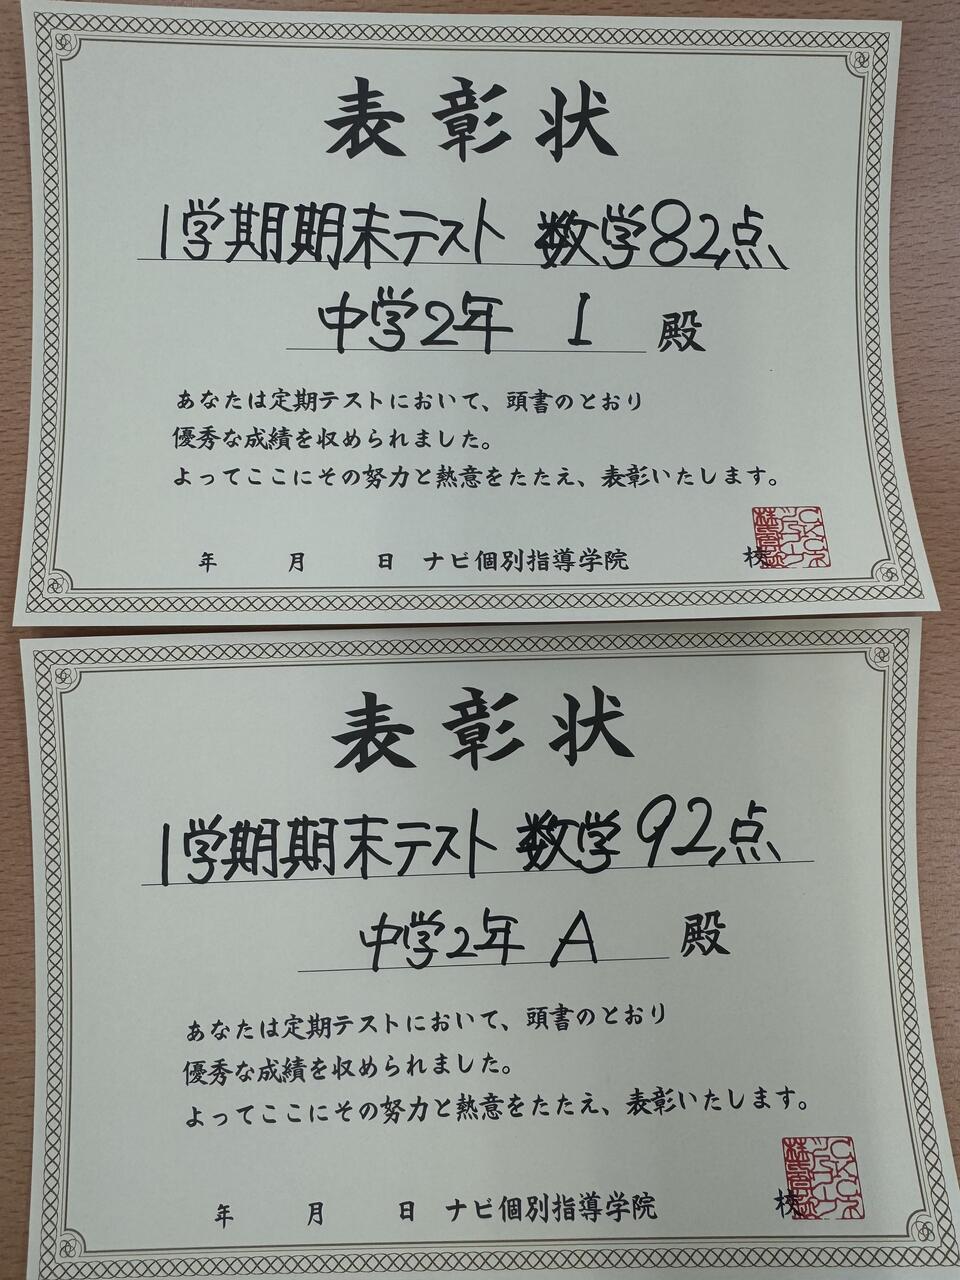 表彰状
1学期期末テスト 数学82点
中学2年 I 殿
あなたは定期テストにおいて、頭書のとおり
優秀な成績を収められました。
よってここにその努力と熱意をたたえ、表彰いたします。
年 月 日 ナビ個別指導学院 校
表彰状
1学期期末テスト 数学92点
中学2年 A 殿
あなたは定期テストにおいて、頭書のとおり
優秀な成績を収められました。
よってここにその努力と熱意をたたえ、表彰いたします。
年 月 日 ナビ個別指導学院 校